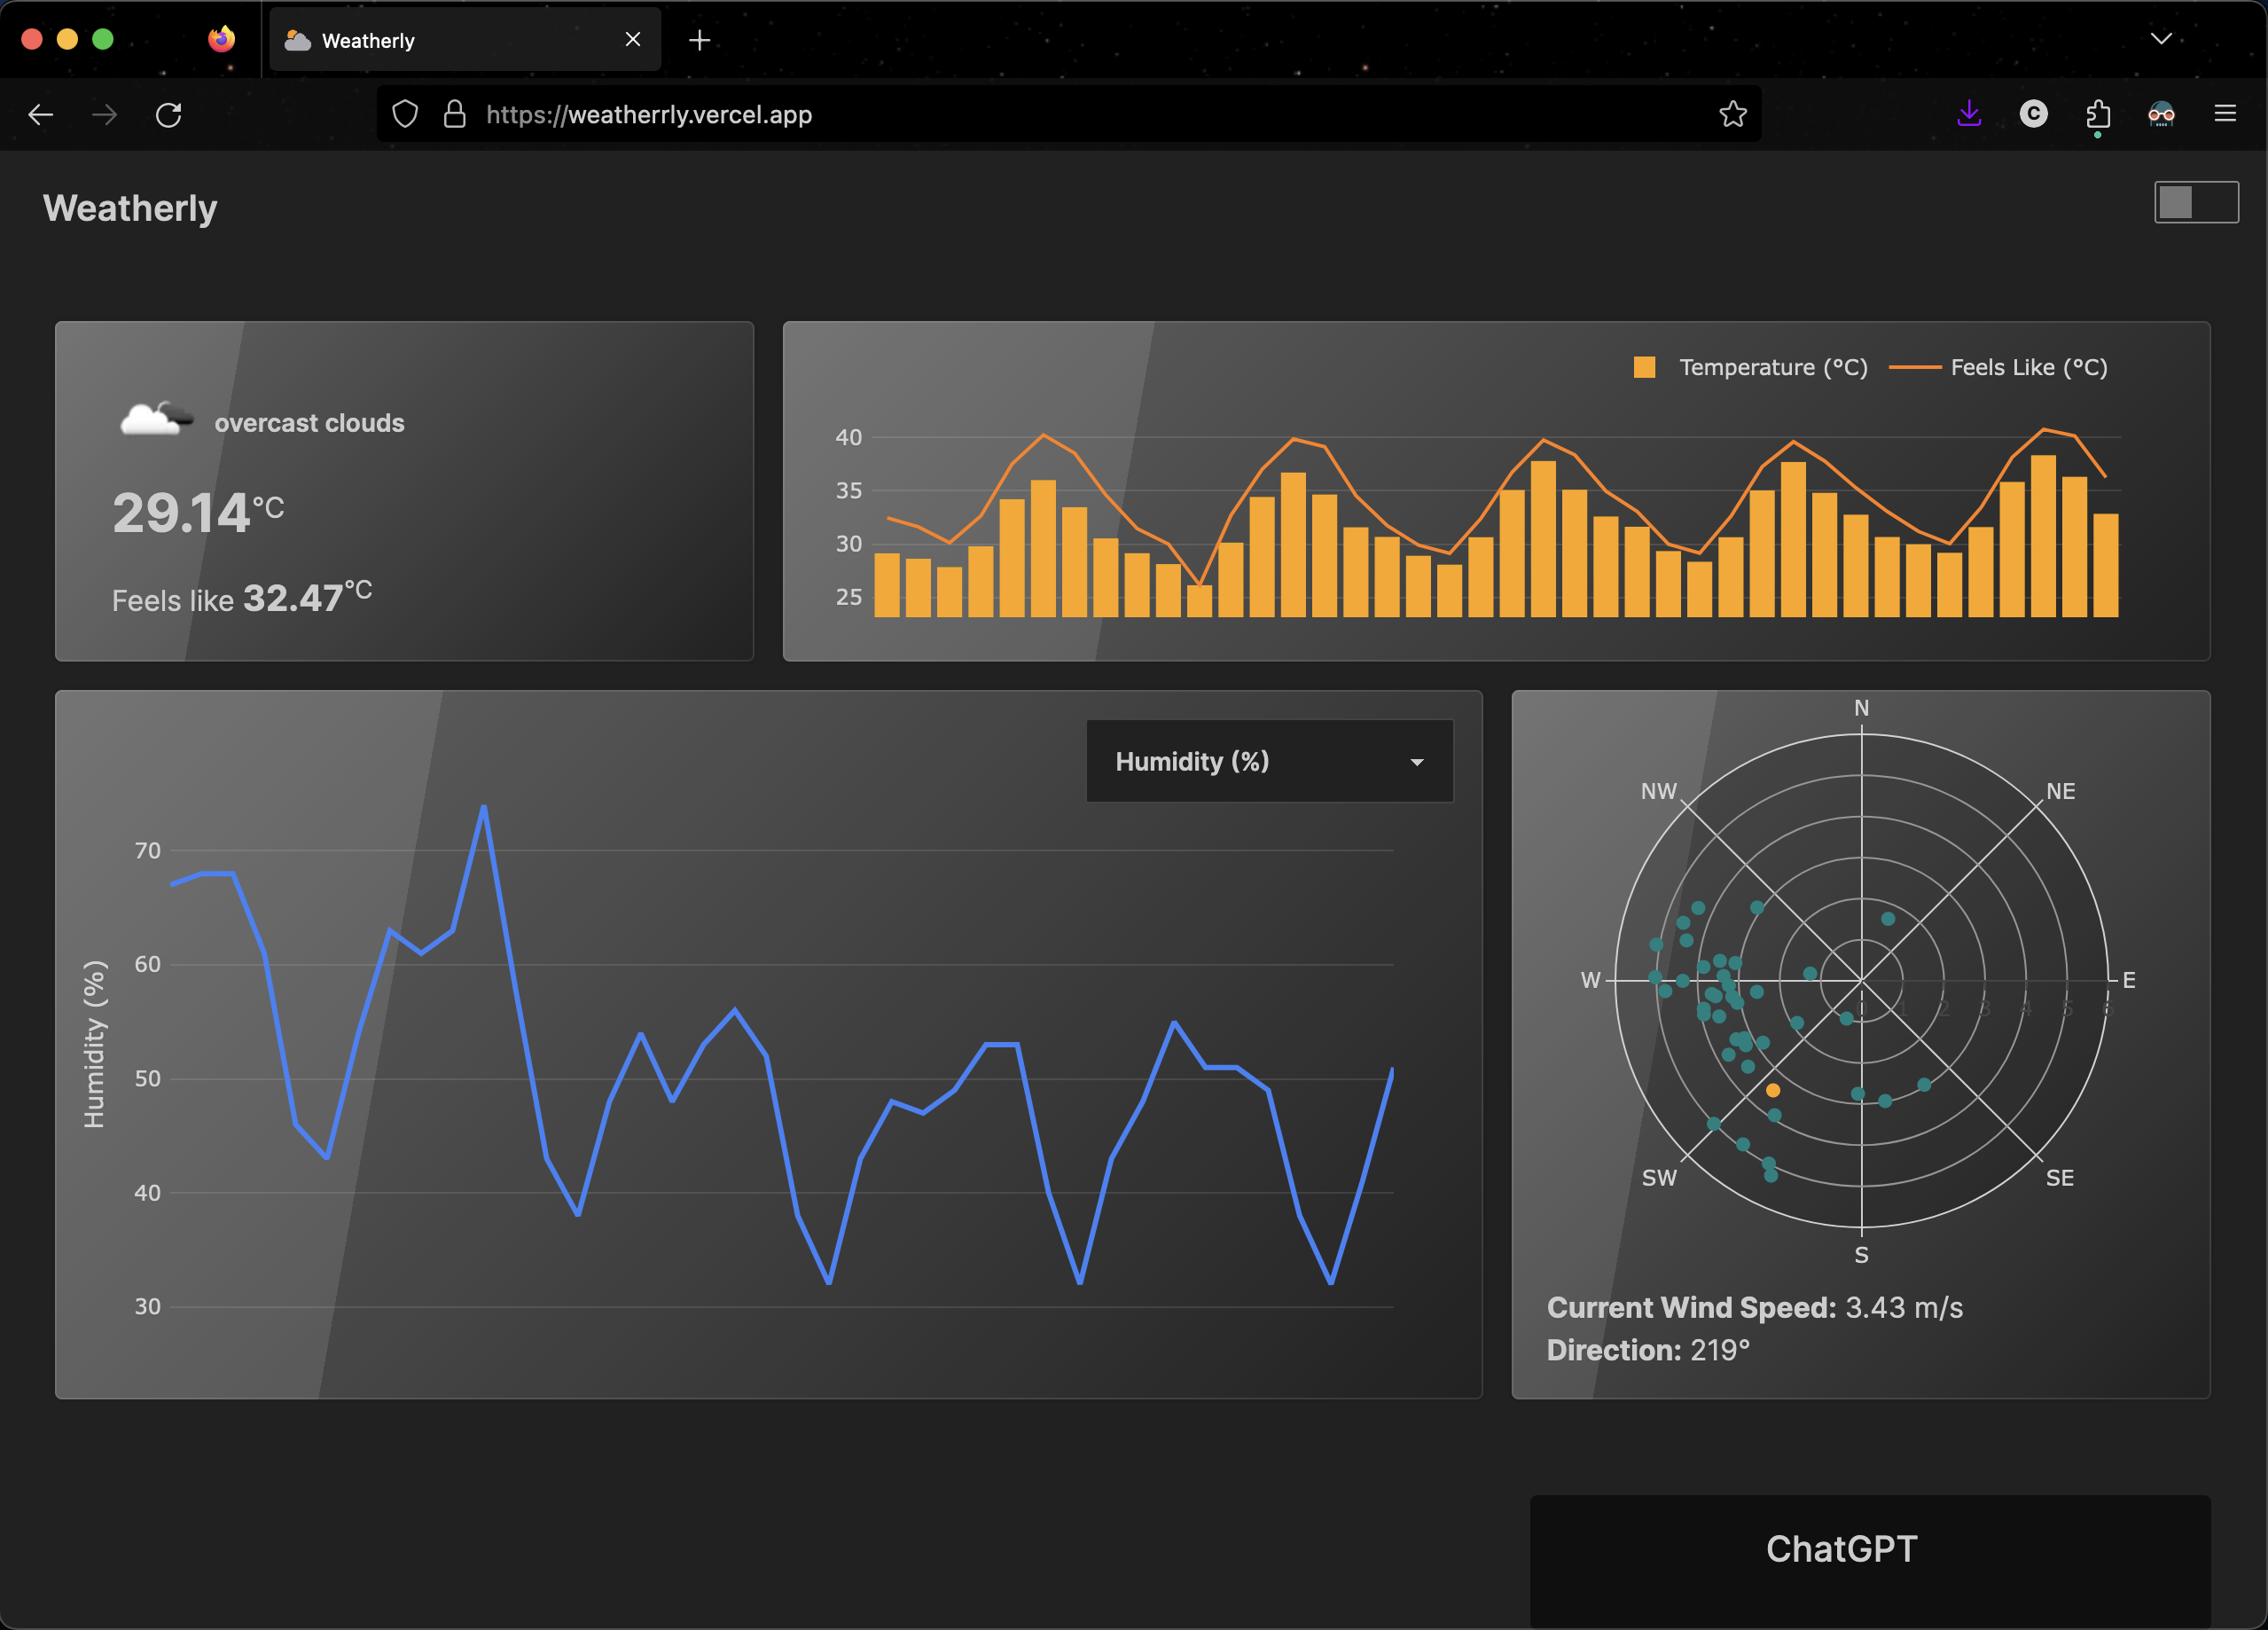 Weatherly
https://weatherrly.vercel.app
Weatherly
overcast clouds
29.14°C
Feels like 32.47°C
Temperature (°C) Feels Like (°C)
40
35
30
25
Humidity (%)
Humidity (%)
70
60
50
40
30
N
NW NE
W E
0 1 2 3 4 5 6
SW SE
S
Current Wind Speed: 3.43 m/s
Direction: 219°
ChatGPT